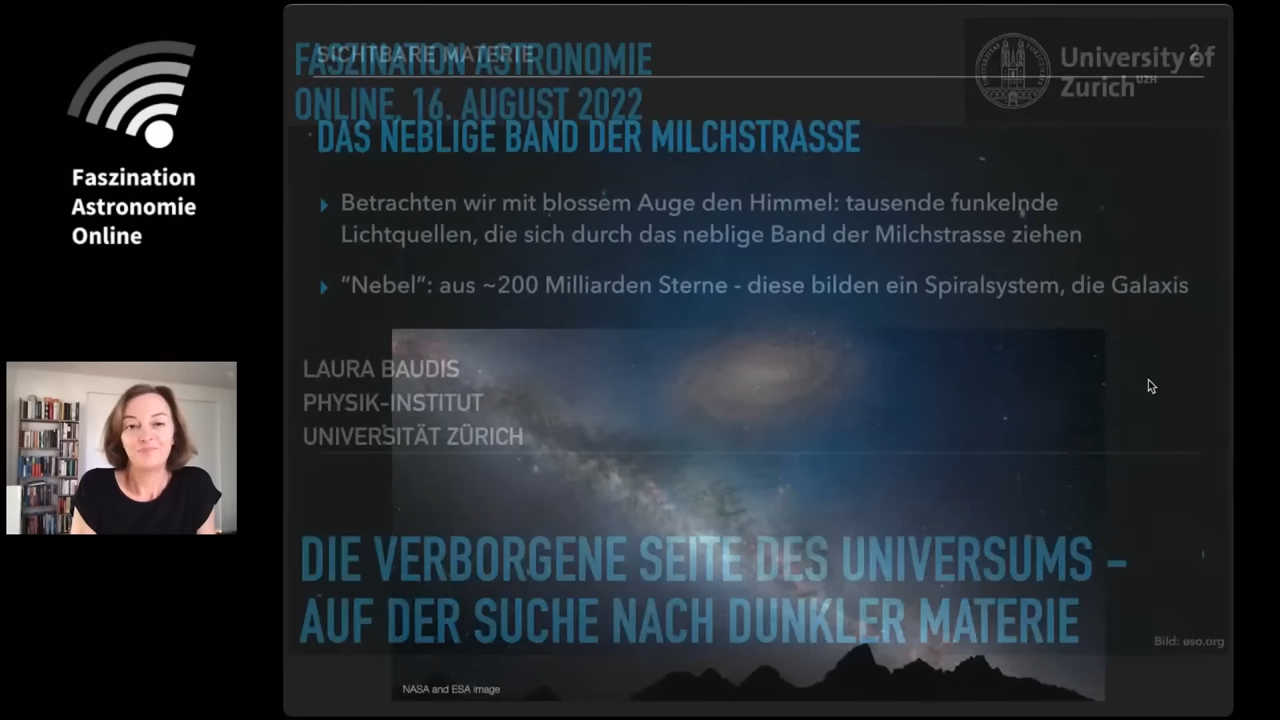 Faszination
Astronomie
Online
FASZINATION ASTRONOMIE
ONLINE, 16. AUGUST 2022
SICHTBARE MATERIE
2
University of
Zurich UZH
DAS NEBLIGE BAND DER MILCHSTRASSE
Betrachten wir mit blossem Auge den Himmel: tausende funkelnde
Lichtquellen, die sich durch das neblige Band der Milchstrasse ziehen
“Nebel”: aus ~200 Milliarden Sterne - diese bilden ein Spiralsystem, die Galaxis
LAURA BAUDIS
PHYSIK-INSTITUT
UNIVERSITÄT ZÜRICH
DIE VERBORGENE SEITE DES UNIVERSUMS –
AUF DER SUCHE NACH DUNKLER MATERIE
Bild: eso.org
NASA and ESA image